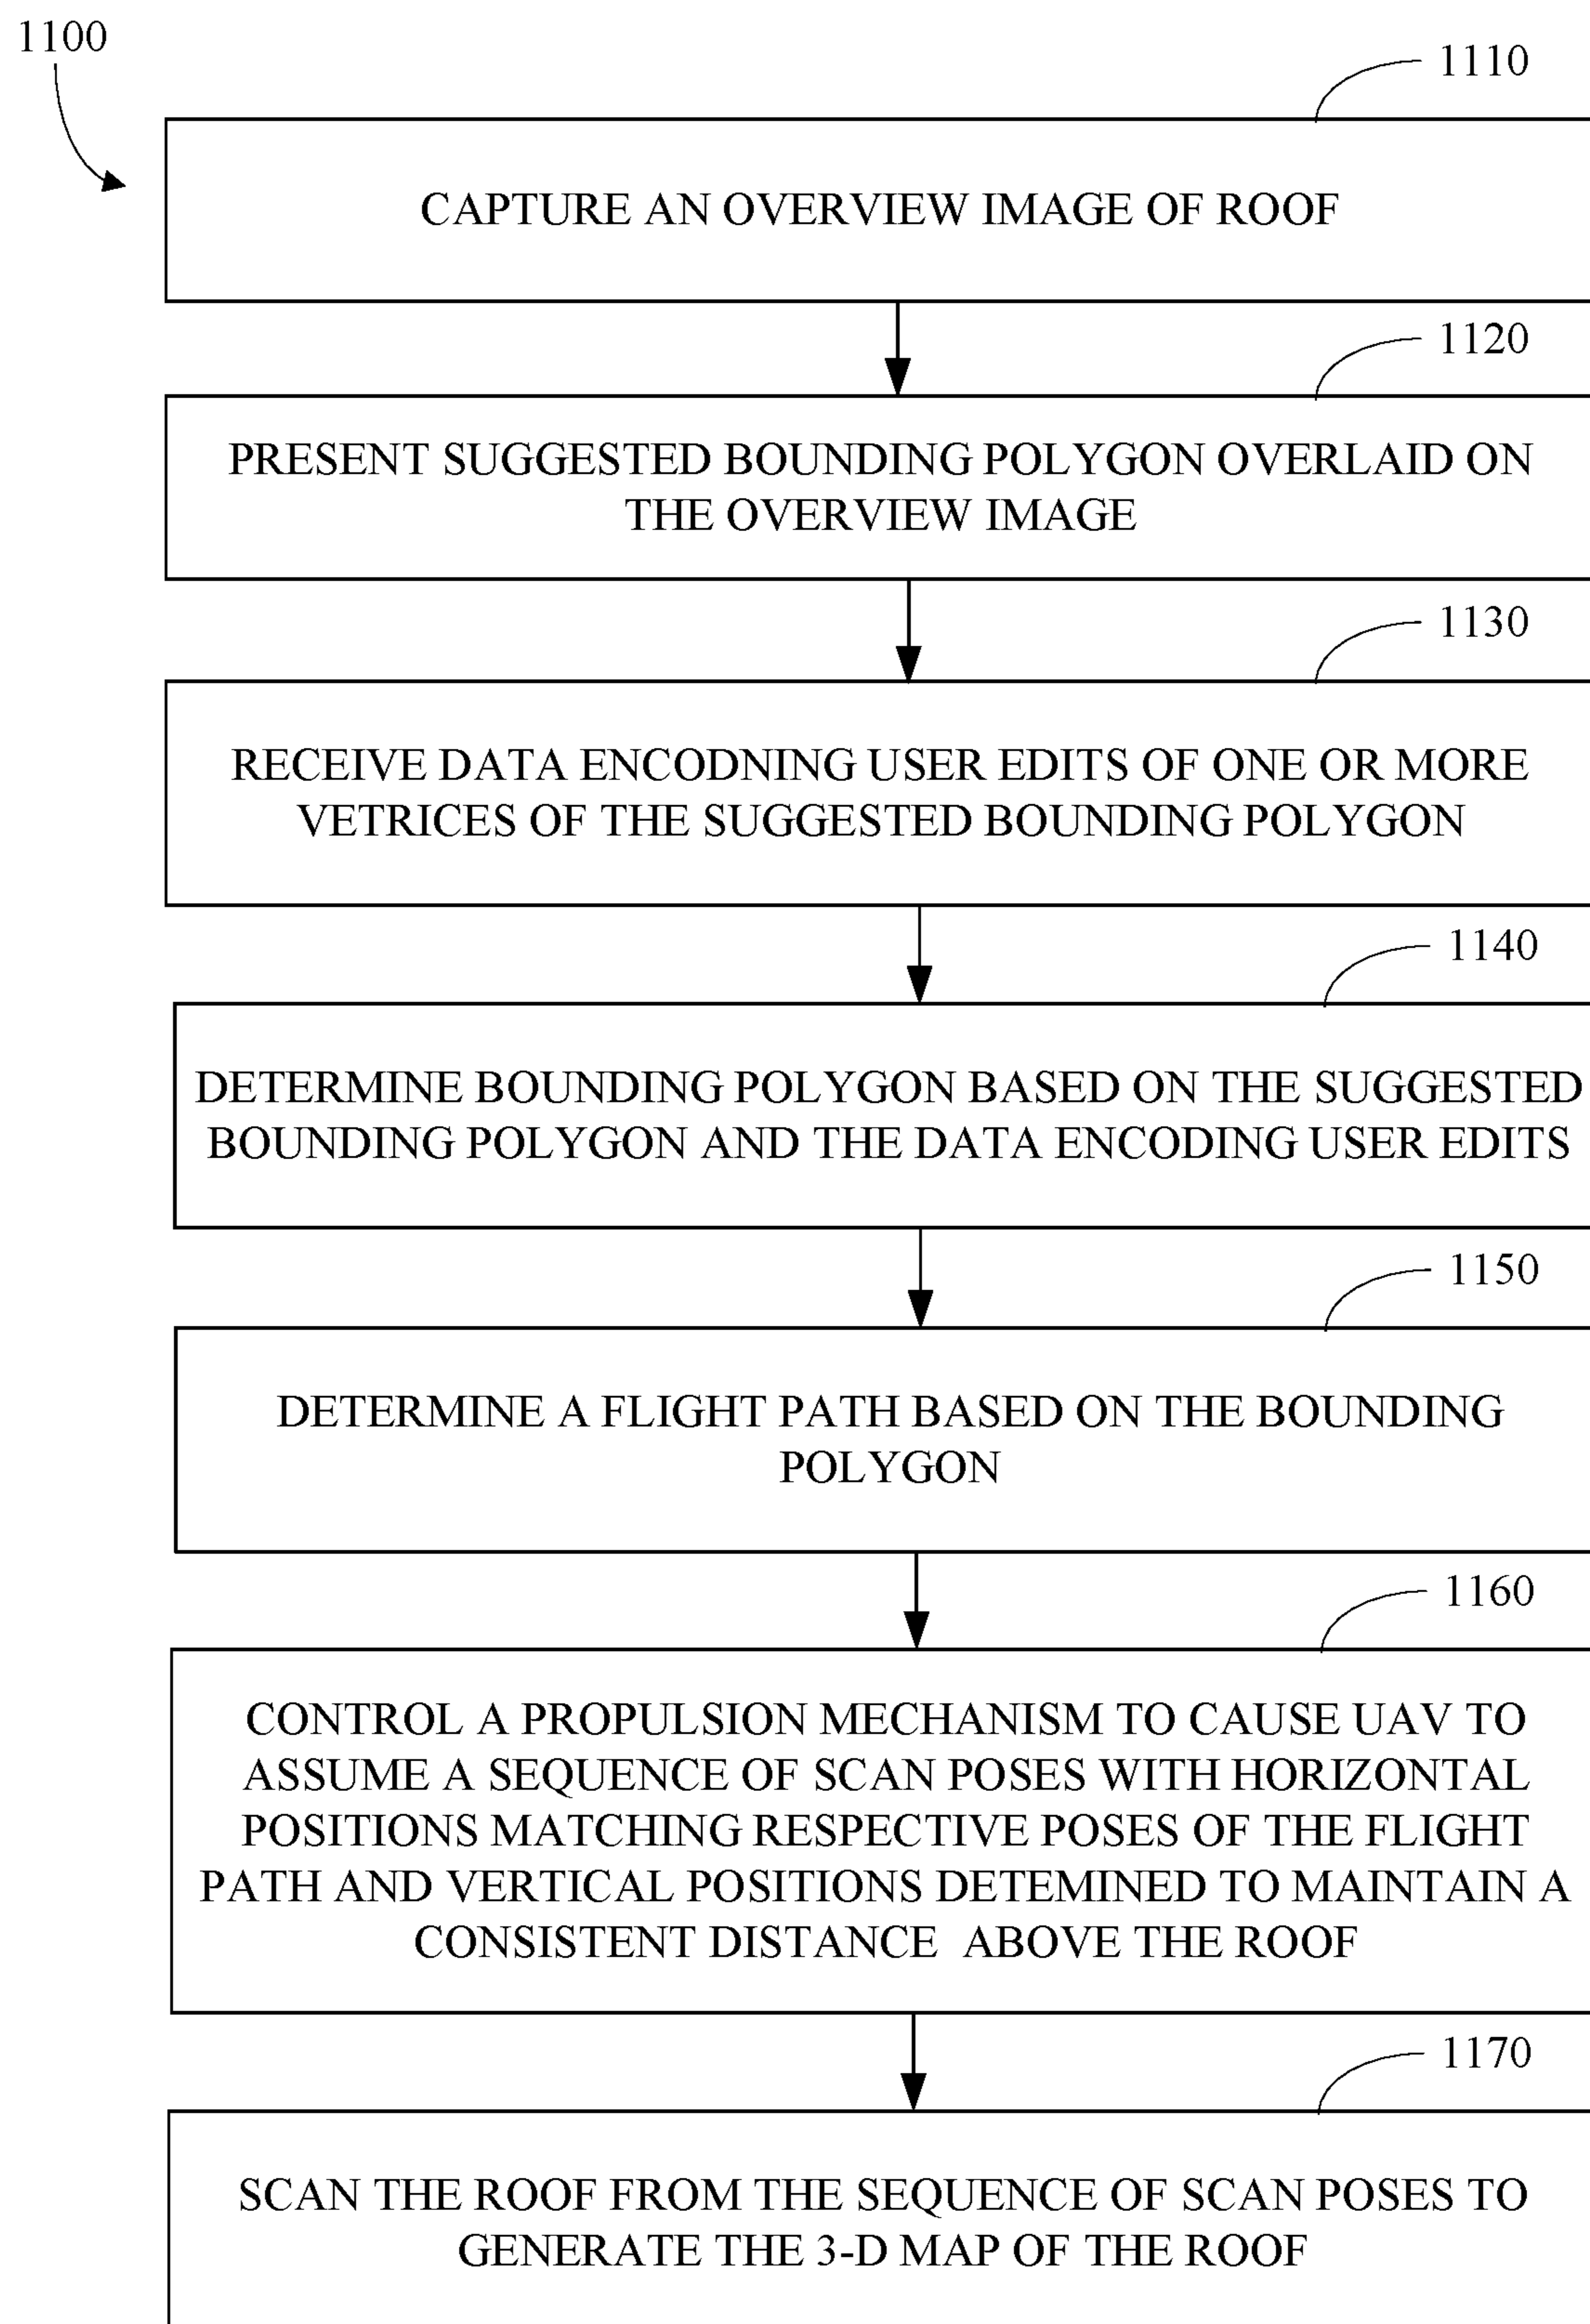 1100
1110
CAPTURE AN OVERVIEW IMAGE OF ROOF
1120
PRESENT SUGGESTED BOUNDING POLYGON OVERLAID ON
THE OVERVIEW IMAGE
1130
RECEIVE DATA ENCODNING USER EDITS OF ONE OR MORE
VETRICES OF THE SUGGESTED BOUNDING POLYGON
1140
DETERMINE BOUNDING POLYGON BASED ON THE SUGGESTED
BOUNDING POLYGON AND THE DATA ENCODING USER EDITS
1150
DETERMINE A FLIGHT PATH BASED ON THE BOUNDING
POLYGON
1160
CONTROL A PROPULSION MECHANISM TO CAUSE UAV TO
ASSUME A SEQUENCE OF SCAN POSES WITH HORIZONTAL
POSITIONS MATCHING RESPECTIVE POSES OF THE FLIGHT
PATH AND VERTICAL POSITIONS DETEMINED TO MAINTAIN A
CONSISTENT DISTANCE ABOVE THE ROOF
1170
SCAN THE ROOF FROM THE SEQUENCE OF SCAN POSES TO
GENERATE THE 3-D MAP OF THE ROOF